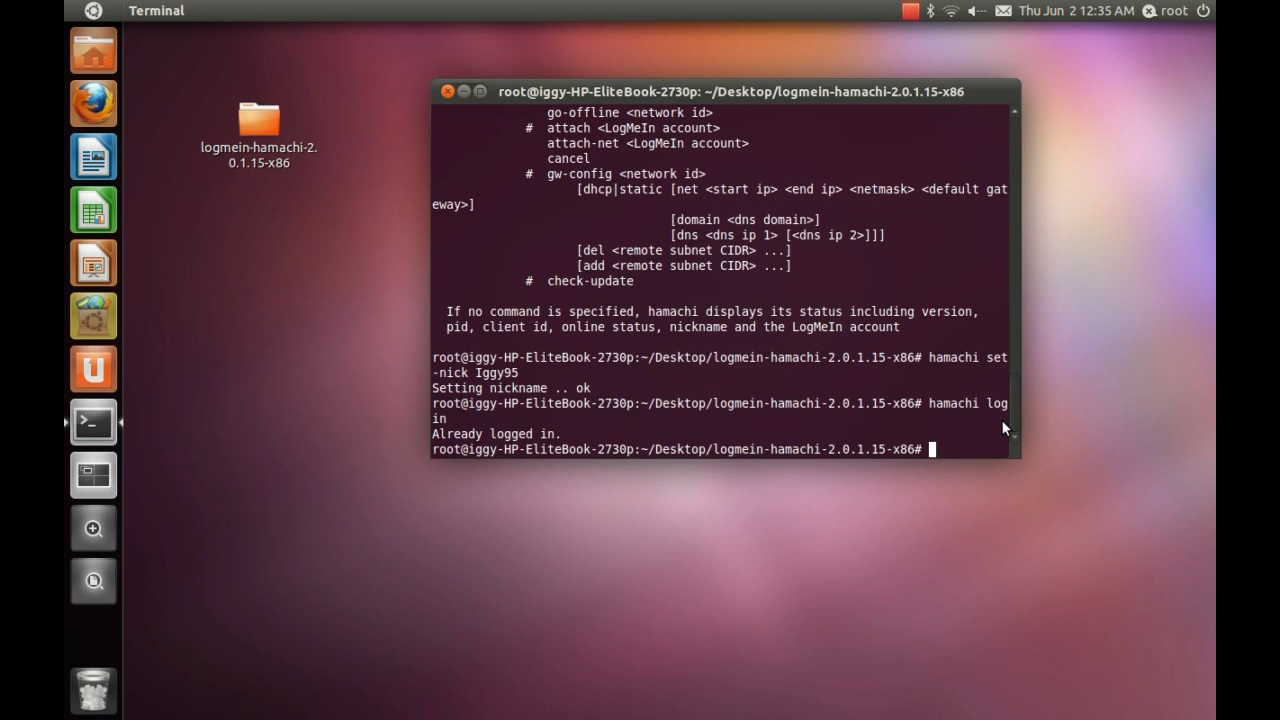 Terminal
Thu Jun 2 12:35 AM root
logmein-hamachi-2.
0.1.15-x86
root@iggy-HP-EliteBook-2730p: ~/Desktop/logmein-hamachi-2.0.1.15-x86
go-offline <network id>
# attach <LogMeIn account>
attach-net <LogMeIn account>
cancel
# gw-config <network id>
[dhcp|static [net <start ip> <end ip> <netmask> <default gat
eway>]
[domain <dns domain>]
[dns <dns ip 1> [<dns ip 2>]]]
[del <remote subnet CIDR> ...]
[add <remote subnet CIDR> ...]
# check-update
If no command is specified, hamachi displays its status including version,
pid, client id, online status, nickname and the LogMeIn account
root@iggy-HP-EliteBook-2730p:~/Desktop/logmein-hamachi-2.0.1.15-x86# hamachi set
-nick Iggy95
Setting nickname .. ok
root@iggy-HP-EliteBook-2730p:~/Desktop/logmein-hamachi-2.0.1.15-x86# hamachi log
in
Already logged in.
root@iggy-HP-EliteBook-2730p:~/Desktop/logmein-hamachi-2.0.1.15-x86#